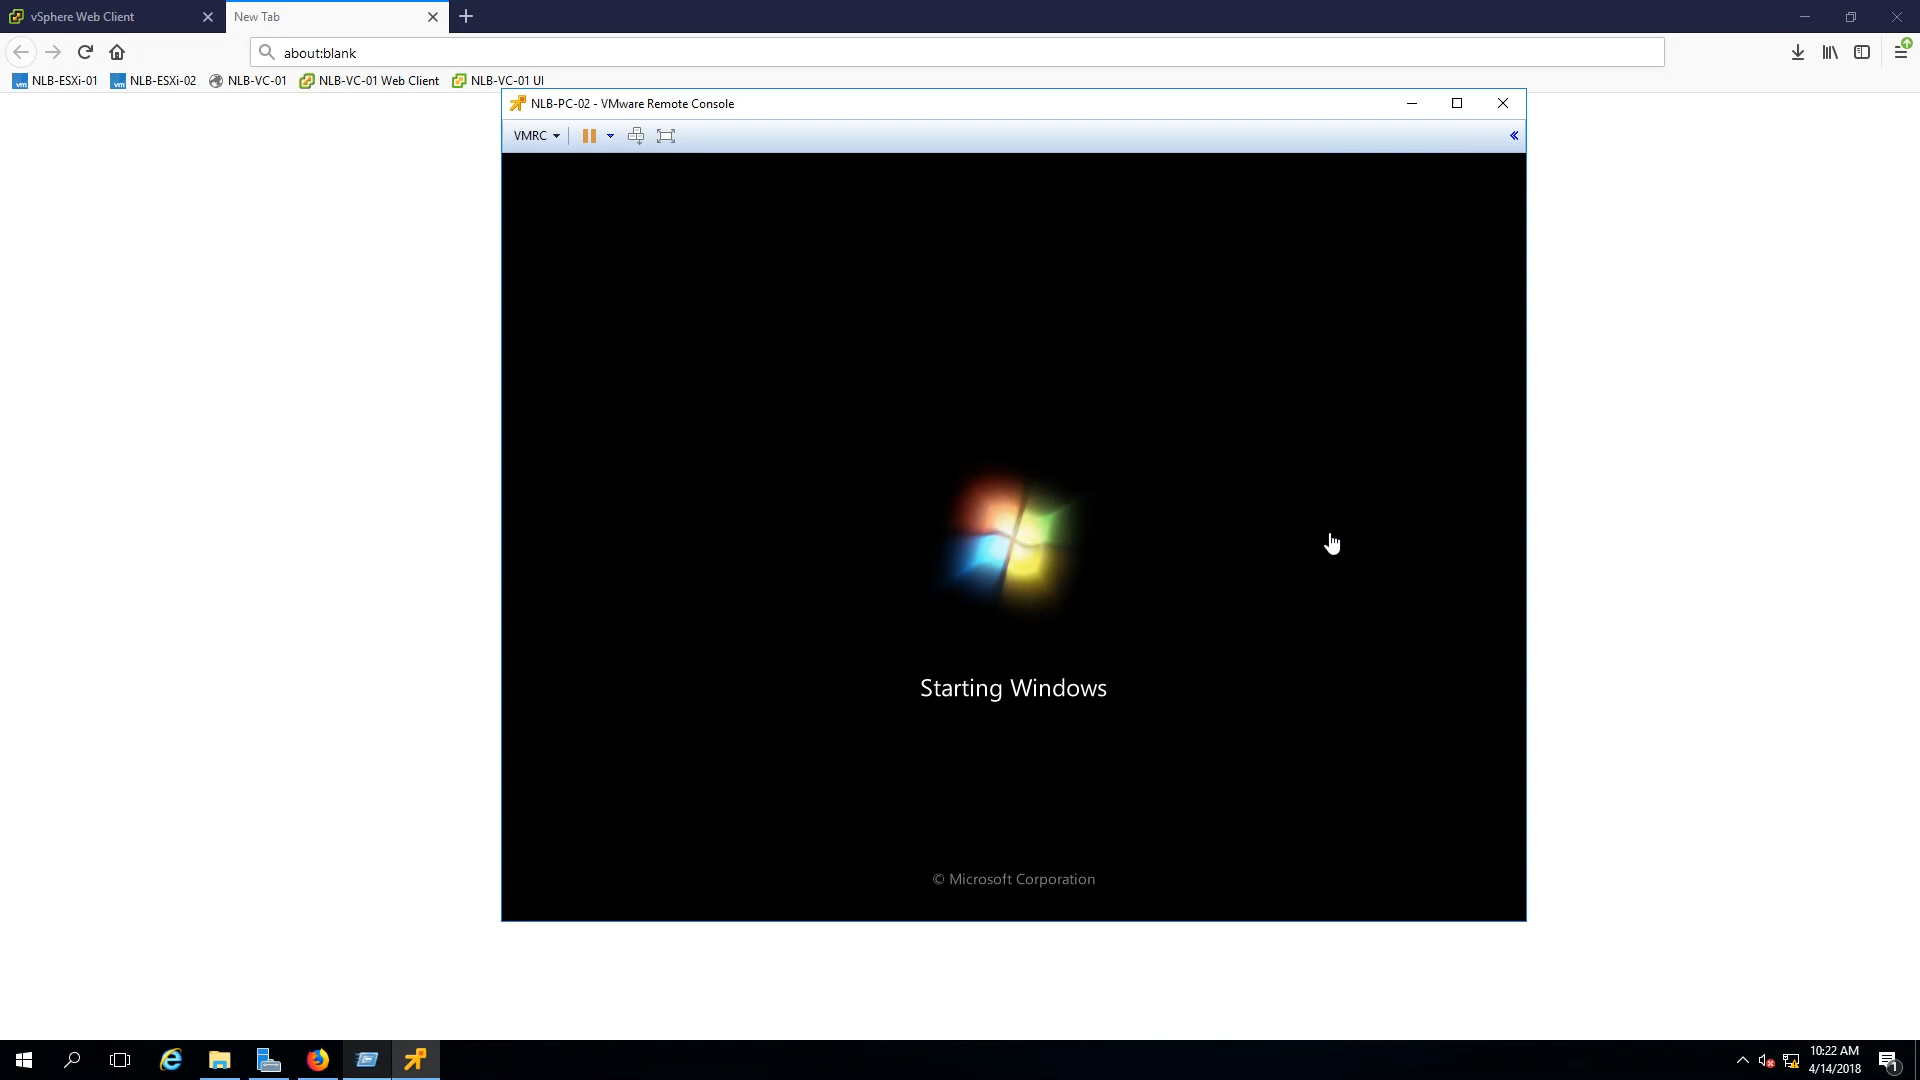 vSphere Web Client
New Tab
about:blank
NLB-ESXi-01
NLB-ESXi-02
NLB-VC-01
NLB-VC-01 Web Client
NLB-VC-01 UI
NLB-PC-02 - VMware Remote Console
VMRC
Starting Windows
© Microsoft Corporation
10:22 AM
4/14/2018
1